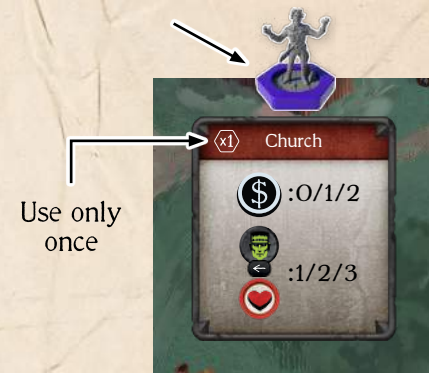 x1 Church
Use only
once
$ :0/1/2
:1/2/3